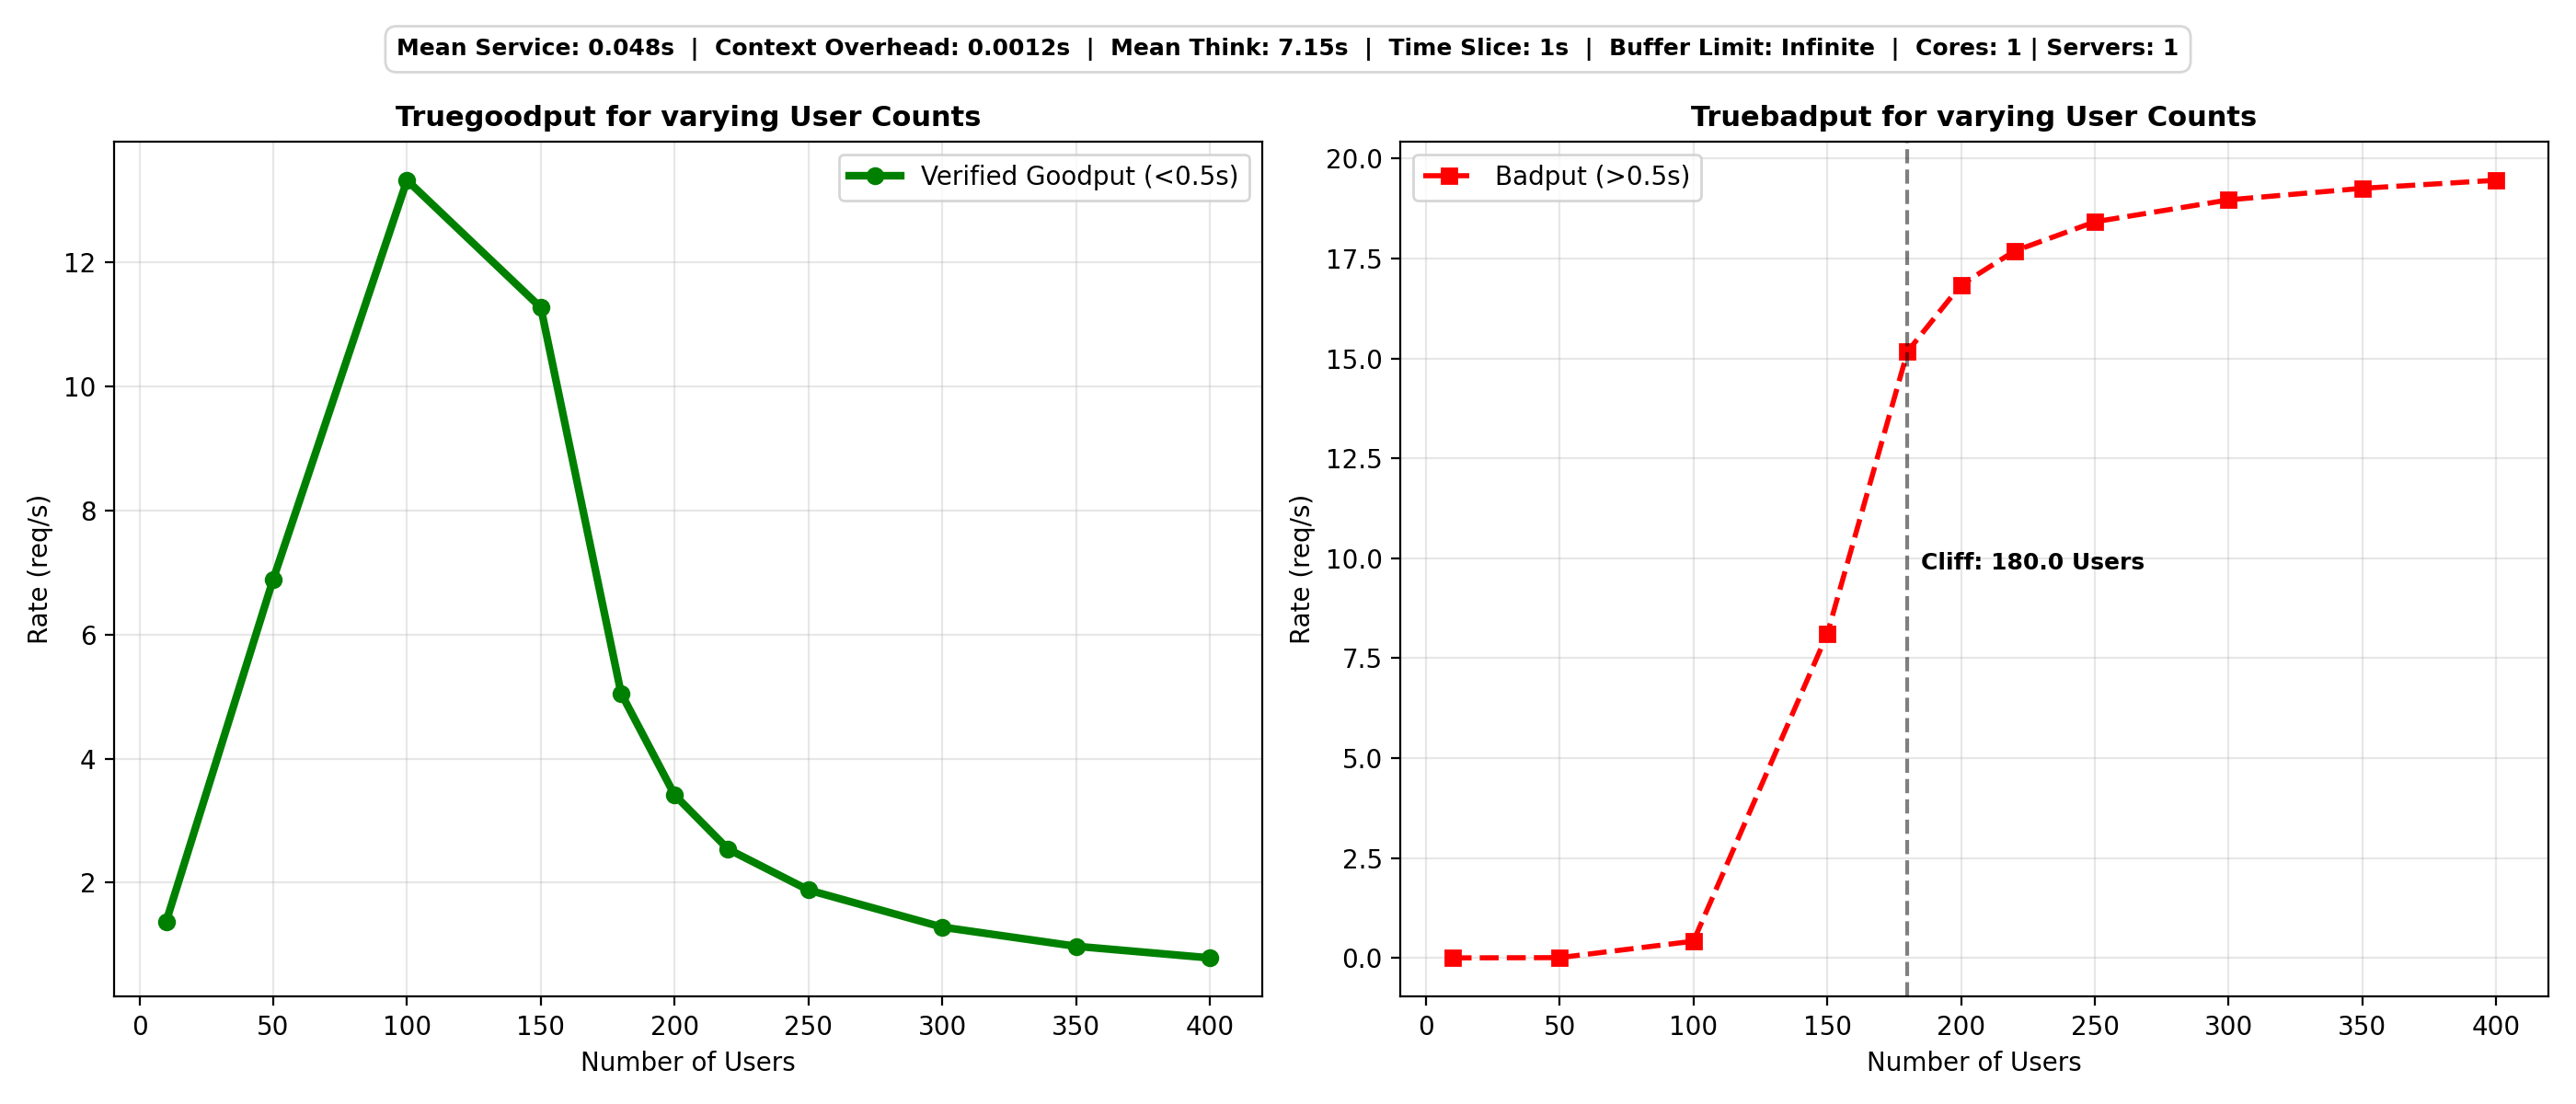 Mean Service: 0.048s | Context Overhead: 0.0012s | Mean Think: 7.15s | Time Slice: 1s | Buffer Limit: Infinite | Cores: 1 | Servers: 1
Truegoodput for varying User Counts
Verified Goodput (<0.5s)
Rate (req/s)
12
10
8
6
4
2
0 50 100 150 200 250 300 350 400
Number of Users
Truebadput for varying User Counts
Badput (>0.5s)
Rate (req/s)
20.0
17.5
15.0
12.5
10.0
7.5
5.0
2.5
0.0
Cliff: 180.0 Users
0 50 100 150 200 250 300 350 400
Number of Users